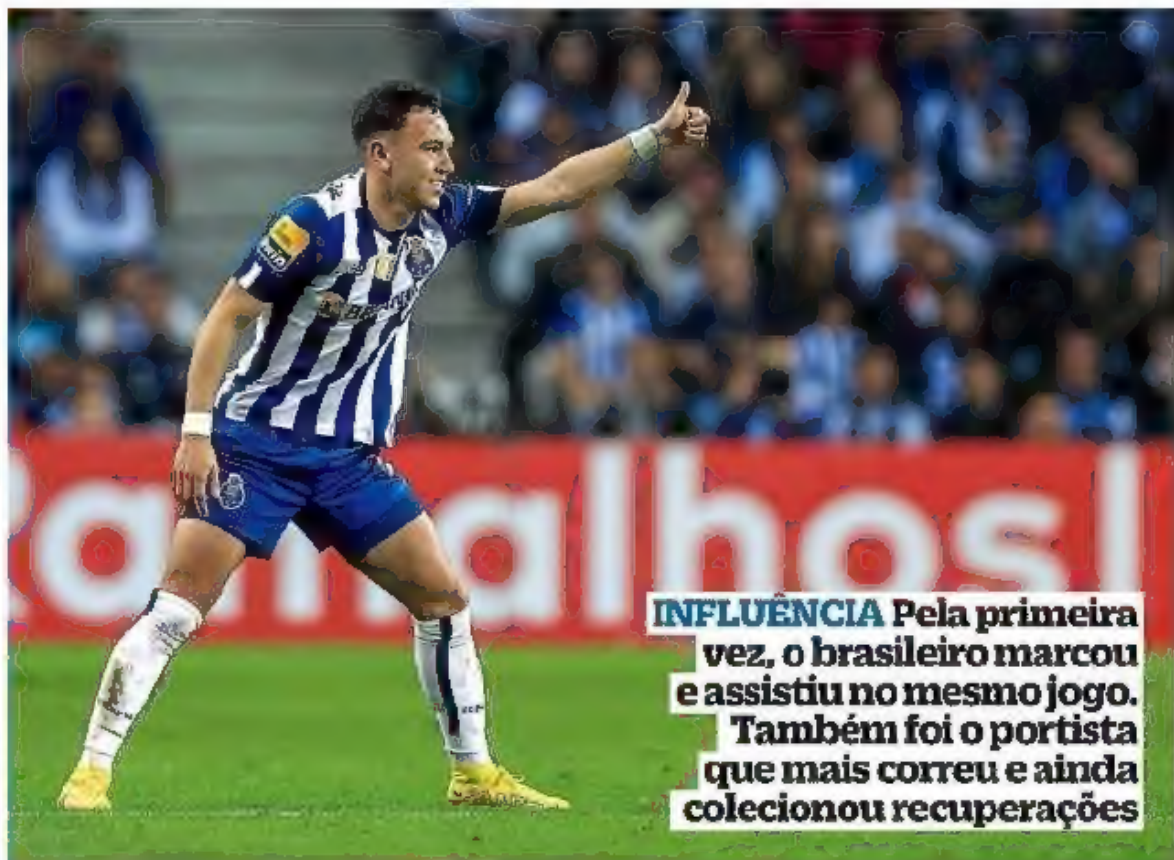 Ramalhos
INFLUÊNCIA Pela primeira
vez, o brasileiro marcou
e assistiu no mesmo jogo.
Também foi o portista
que mais correu e ainda
colecionou recuperações